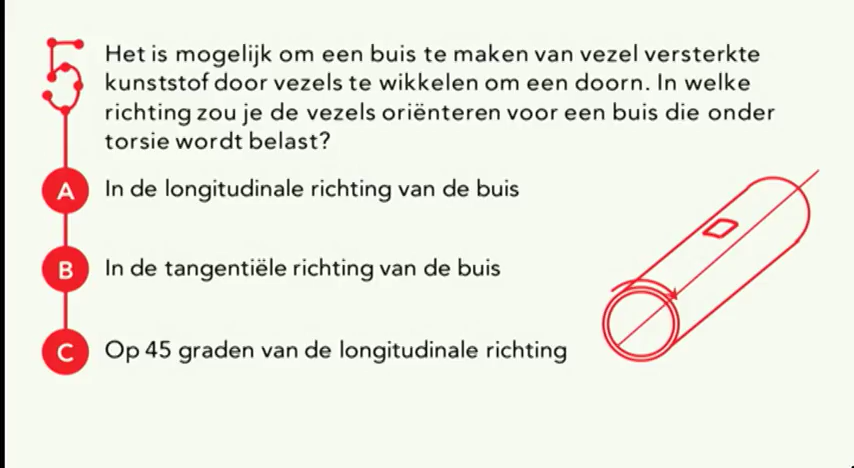 5 Het is mogelijk om een buis te maken van vezel versterkte
kunststof door vezels te wikkelen om een doorn. In welke
richting zou je de vezels oriënteren voor een buis die onder
torsie wordt belast?
A In de longitudinale richting van de buis
B In de tangentiële richting van de buis
C Op 45 graden van de longitudinale richting